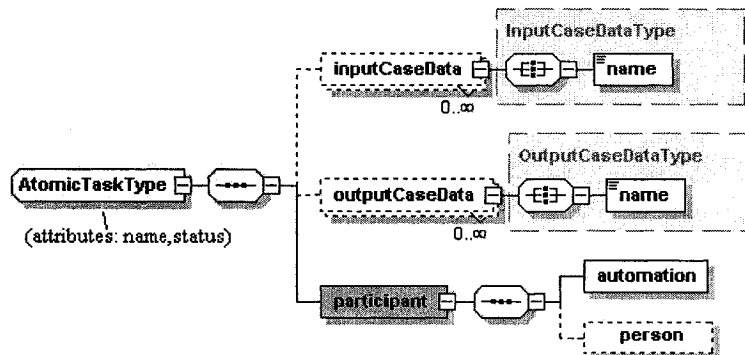 InputCaseDataType
inputCaseData
name
0..∞
OutputCaseDataType
AtomicTaskType
outputCaseData
name
(attributes: name,status)
0..∞
automation
participant
person